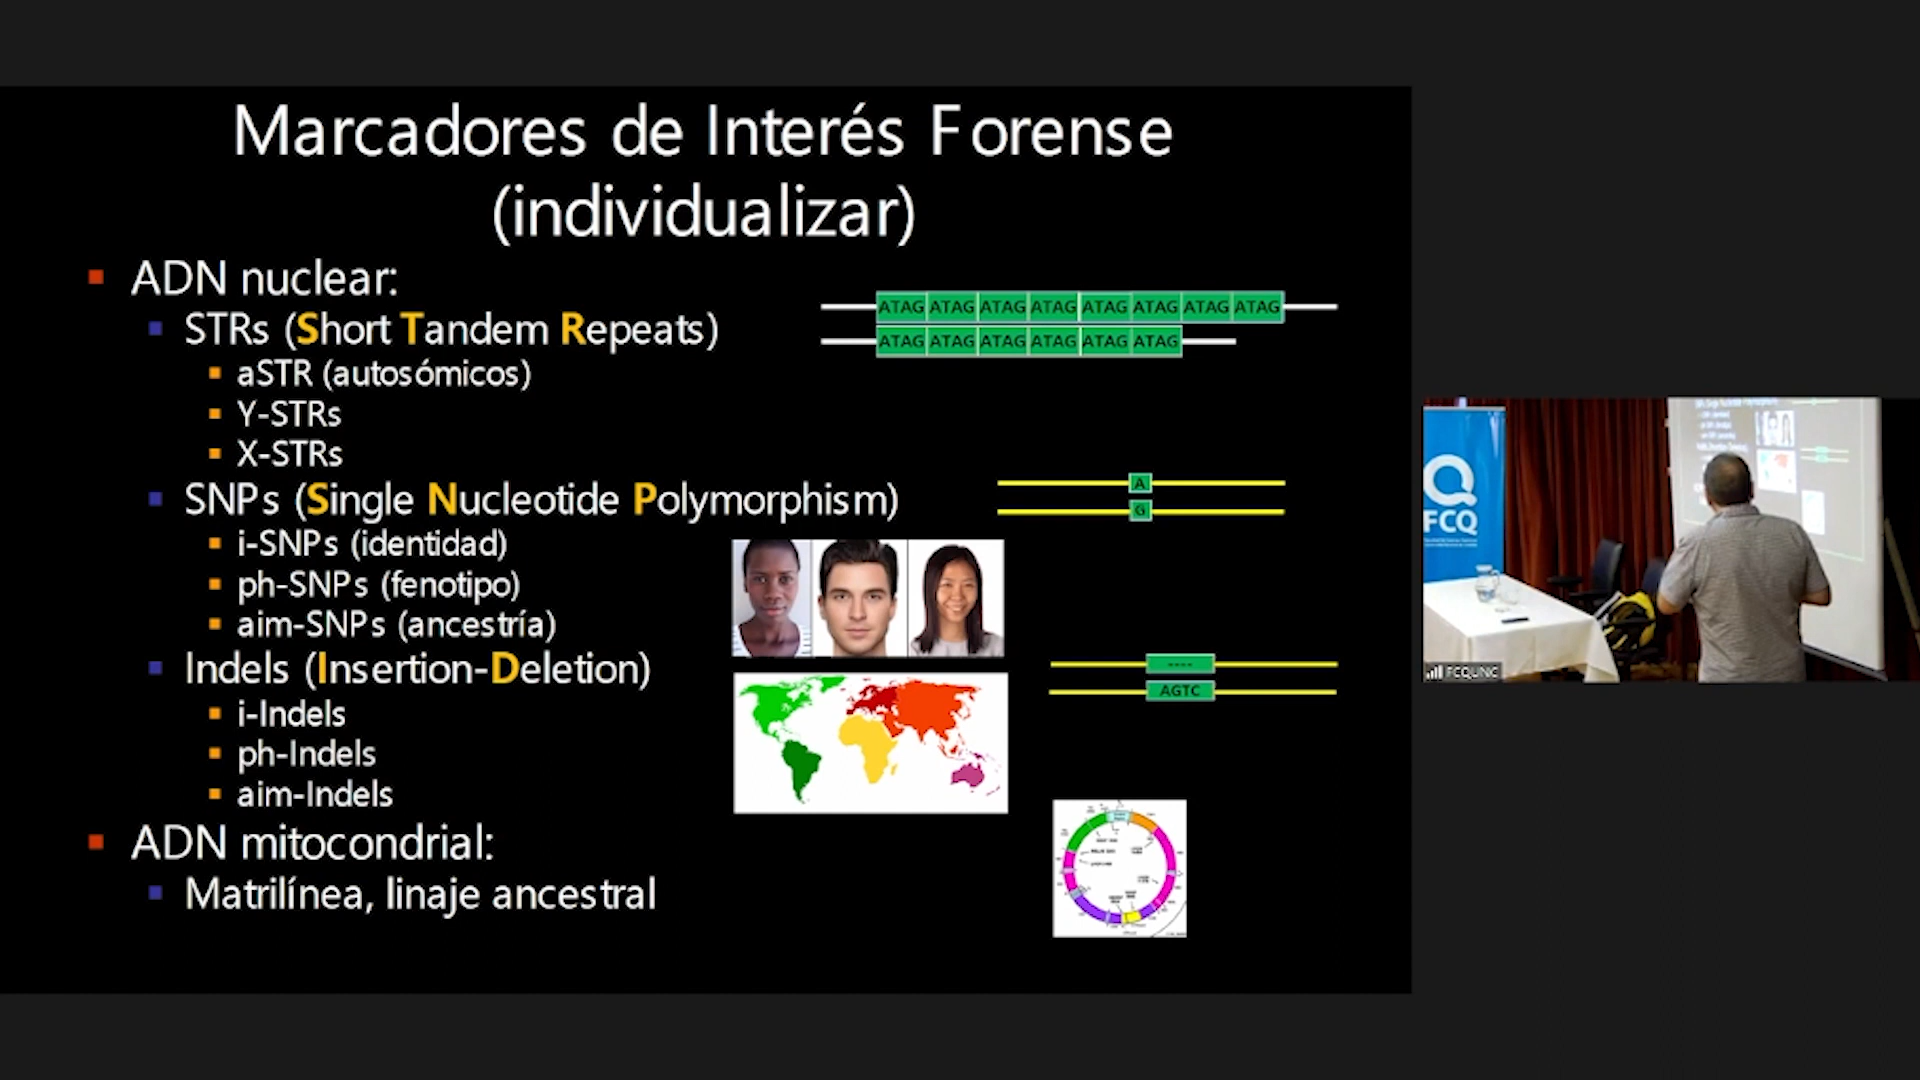 Marcadores de Interés Forense
(individualizar)
ADN nuclear:
STRs (Short Tandem Repeats)
aSTR (autosómicos)
Y-STRs
X-STRs
ATAG ATAG ATAG ATAG ATAG ATAG ATAG ATAG
ATAG ATAG ATAG ATAG ATAG ATAG
SNPs (Single Nucleotide Polymorphism)
A
G
i-SNPs (identidad)
ph-SNPs (fenotipo)
aim-SNPs (ancestría)
Indels (Insertion-Deletion)
----
AGTC
i-Indels
ph-Indels
aim-Indels
ADN mitocondrial:
Matrilínea, linaje ancestral
FCQ
FCQUNC